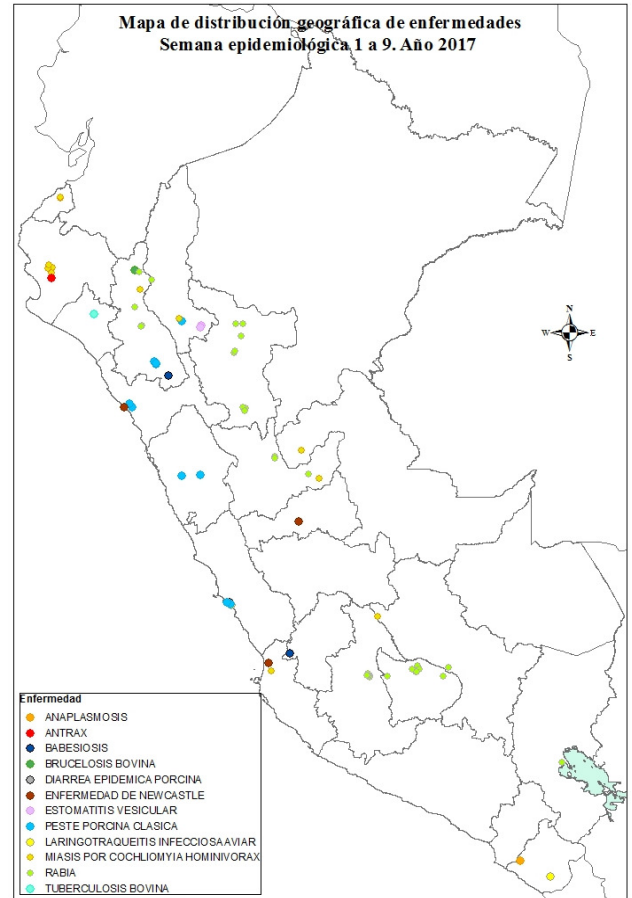 Mapa de distribución geográfica de enfermedades
Semana epidemiológica 1 a 9. Año 2017
N
W E
S
Enfermedad
ANAPLASMOSIS
ANTRAX
BABESIOSIS
BRUCELOSIS BOVINA
DIARREA EPIDEMICA PORCINA
ENFERMEDAD DE NEWCASTLE
ESTOMATITIS VESICULAR
PESTE PORCINA CLASICA
LARINGOTRAQUEITIS INFECCIOSA AVIAR
MIASIS POR COCHLIOMYIA HOMINIVORAX
RABIA
TUBERCULOSIS BOVINA